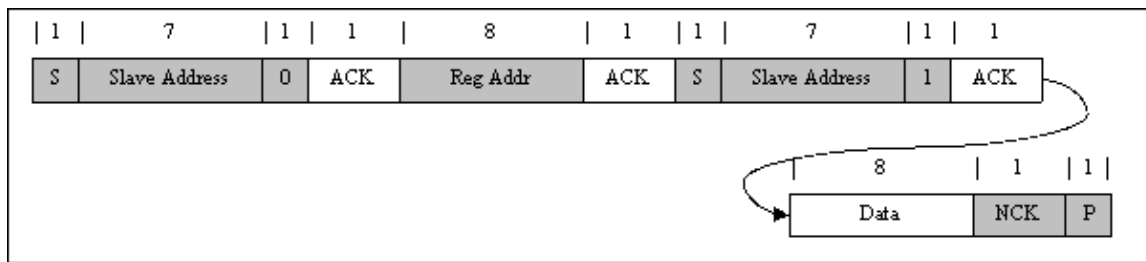 | 1 | 7 | 1 | 1 | 8 | 1 | 1 | 7 | 1 | 1
S Slave Address 0 ACK Reg Addr ACK S Slave Address 1 ACK
| 8 | 1 | 1 |
Data NCK P